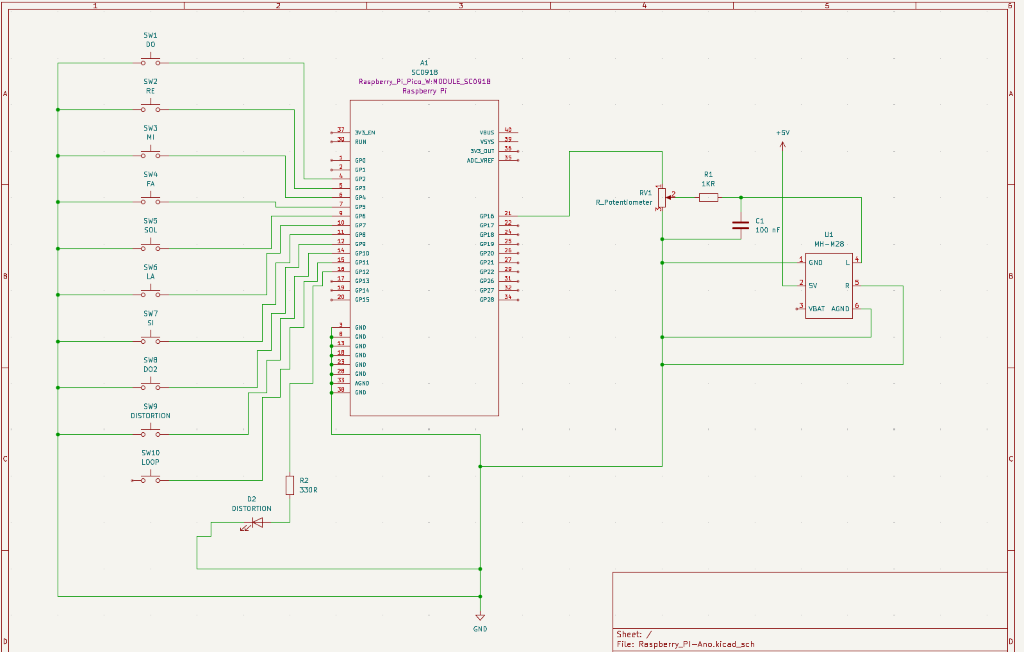 1 2 3 4 5 6
A
B
C
D
SW1
DO
SW2
RE
SW3
MI
SW4
FA
SW5
SOL
SW6
LA
SW7
SI
SW8
DO2
SW9
DISTORTION
SW10
LOOP
A1
SC0918
Raspberry_Pi_Pico_W:MODULE_SC0918
Raspberry Pi
37 3V3_EN
30 RUN
1 GP0
2 GP1
4 GP2
5 GP3
6 GP4
7 GP5
9 GP6
10 GP7
11 GP8
12 GP9
14 GP10
15 GP11
16 GP12
17 GP13
19 GP14
20 GP15
3 GND
8 GND
13 GND
18 GND
23 GND
28 GND
33 AGND
38 GND
VBUS 40
VSYS 39
3V3_OUT 36
ADC_VREF 35
GP16 21
GP17 22
GP18 24
GP19 25
GP20 26
GP21 27
GP22 29
GP26 31
GP27 32
GP28 34
R2
330R
D2
DISTORTION
GND
RV1
R_Potentiometer
1
2
3
R1
1KR
C1
100 nF
+5V
U1
MH-M28
1 GND L 4
2 5V R 5
3 VBAT AGND 6
A
B
C
D
Sheet: /
File: Raspberry_PI-Ano.kicad_sch